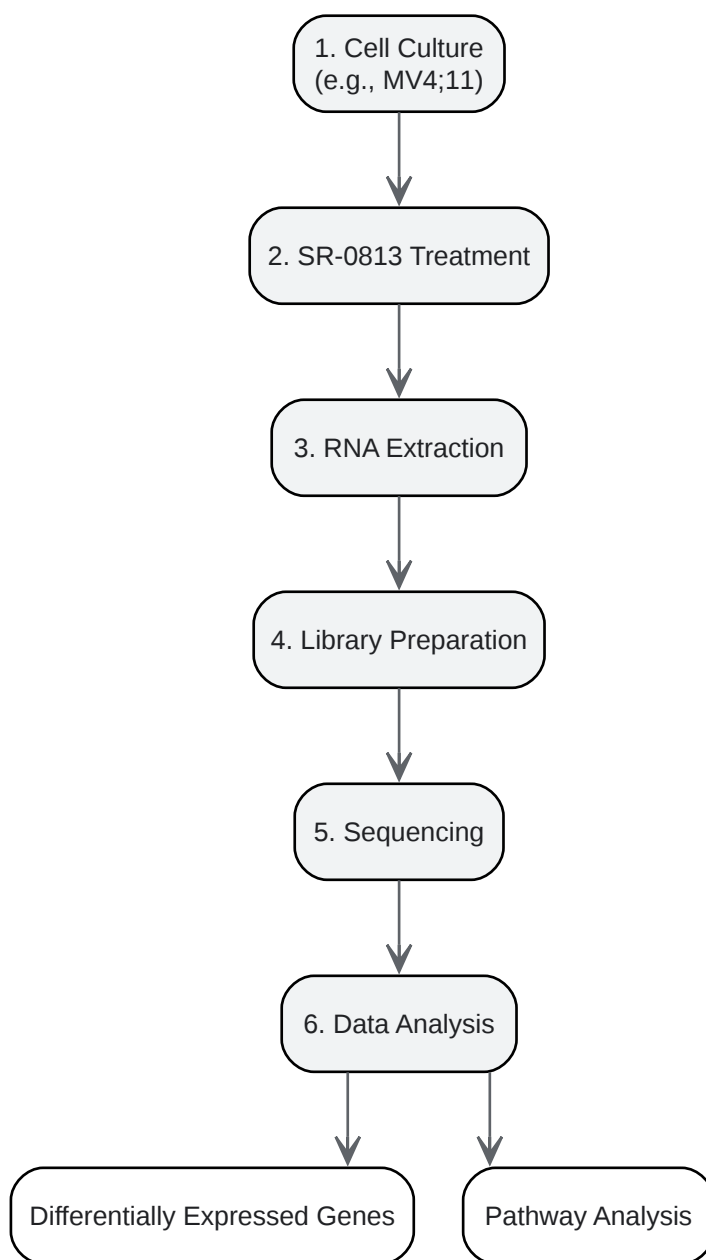 1. Cell Culture
(e.g., MV4;11)
2. SR-0813 Treatment
3. RNA Extraction
4. Library Preparation
5. Sequencing
6. Data Analysis
Differentially Expressed Genes
Pathway Analysis